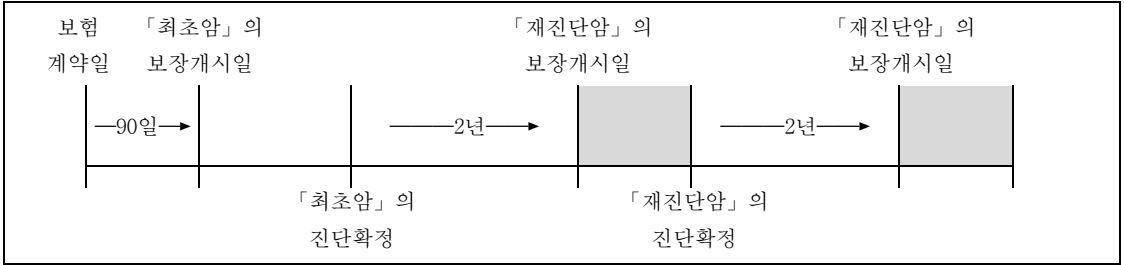 보험
계약일
「최초암」의
보장개시일
「재진단암」의
보장개시일
「재진단암」의
보장개시일
90일
2년
2년
「최초암」의
진단확정
「재진단암」의
진단확정